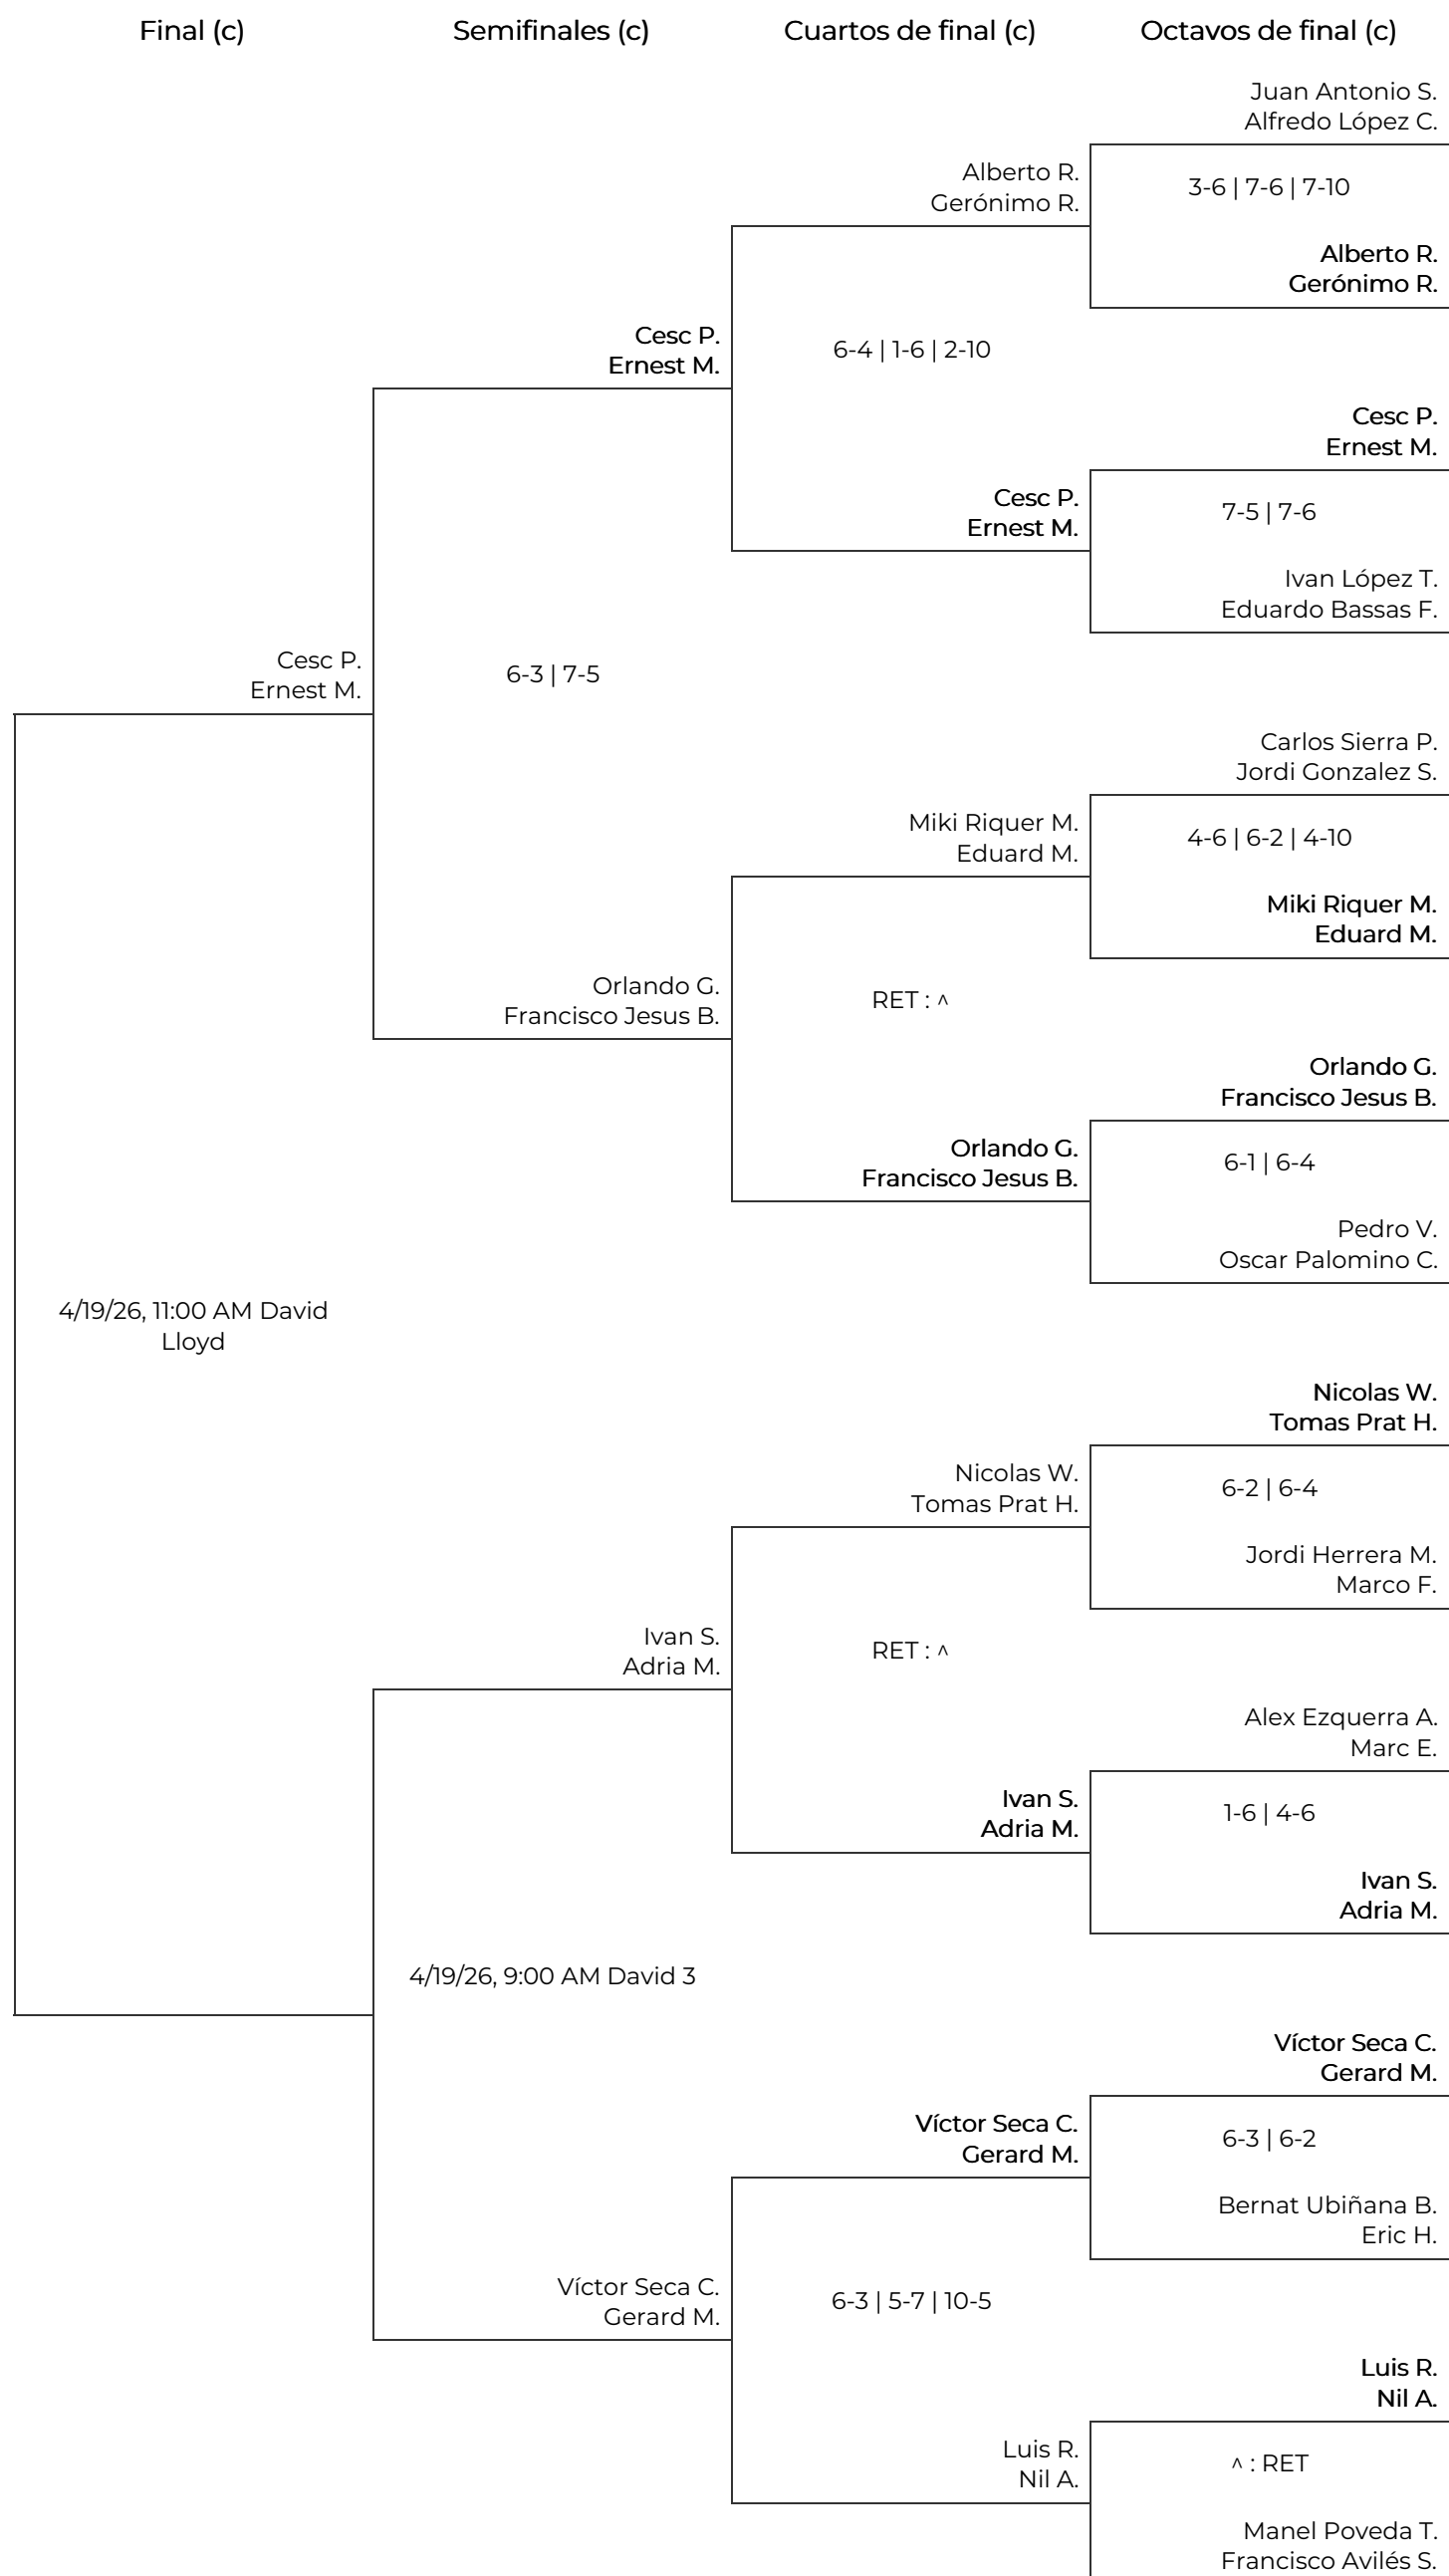 Final (c)
Semifinales (c)
Cuartos de final (c)
Octavos de final (c)
Juan Antonio S.
Alfredo López C.
3-6 | 7-6 | 7-10
Alberto R.
Gerónimo R.
Alberto R.
Gerónimo R.
6-4 | 1-6 | 2-10
Cesc P.
Ernest M.
Cesc P.
Ernest M.
7-5 | 7-6
Cesc P.
Ernest M.
Ivan López T.
Eduardo Bassas F.
Cesc P.
Ernest M.
6-3 | 7-5
Carlos Sierra P.
Jordi Gonzalez S.
Miki Riquer M.
Eduard M.
4-6 | 6-2 | 4-10
Miki Riquer M.
Eduard M.
Orlando G.
Francisco Jesus B.
RET : ^
Orlando G.
Francisco Jesus B.
Orlando G.
Francisco Jesus B.
6-1 | 6-4
Pedro V.
Oscar Palomino C.
4/19/26, 11:00 AM David
Lloyd
Nicolas W.
Tomas Prat H.
Nicolas W.
Tomas Prat H.
6-2 | 6-4
Jordi Herrera M.
Marco F.
Ivan S.
Adria M.
RET : ^
Alex Ezquerra A.
Marc E.
Ivan S.
Adria M.
1-6 | 4-6
Ivan S.
Adria M.
4/19/26, 9:00 AM David 3
Víctor Seca C.
Gerard M.
Víctor Seca C.
Gerard M.
6-3 | 6-2
Bernat Ubiñana B.
Eric H.
Víctor Seca C.
Gerard M.
6-3 | 5-7 | 10-5
Luis R.
Nil A.
Luis R.
Nil A.
^ : RET
Manel Poveda T.
Francisco Avilés S.